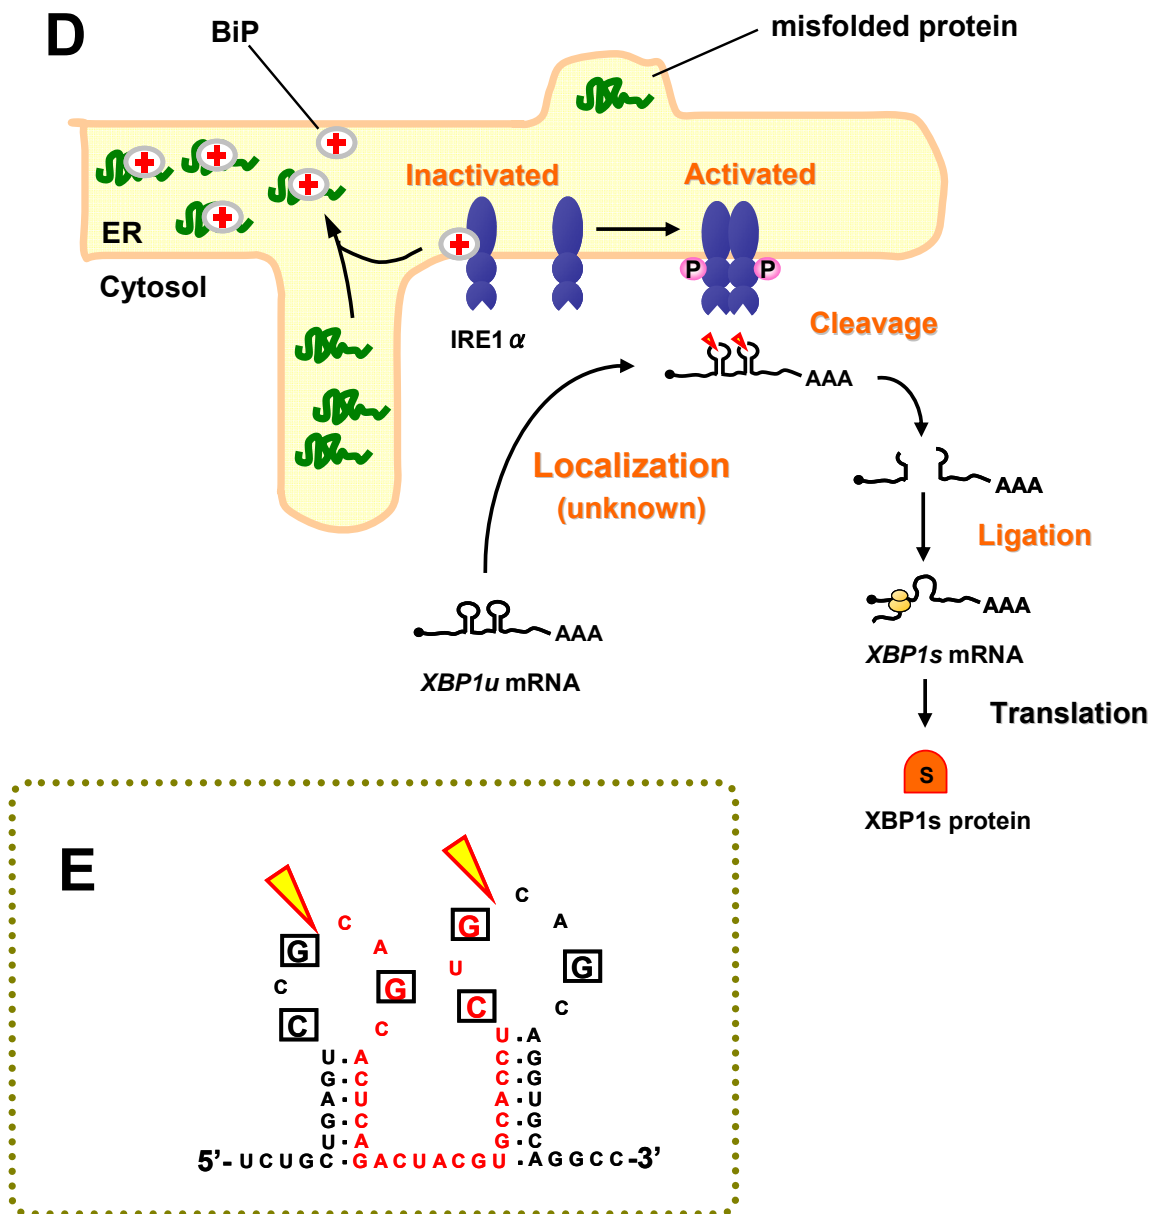 D
BiP
misfolded protein
Inactivated
Activated
ER
Cytosol
P
P
IRE1 α
Cleavage
AAA
Localization
(unknown)
AAA
Ligation
AAA
AAA
XBP1u mRNA
XBP1s mRNA
Translation
S
XBP1s protein
E
C
G
C
A
G
C
G
C
A
U
G
C
C
C
C
U·A
U·A
C·G
G·C
C·G
A·U
A·U
G·C
C·G
U·A
G·C
5’-UCUGC·GACUACGU·AGGCC-3’